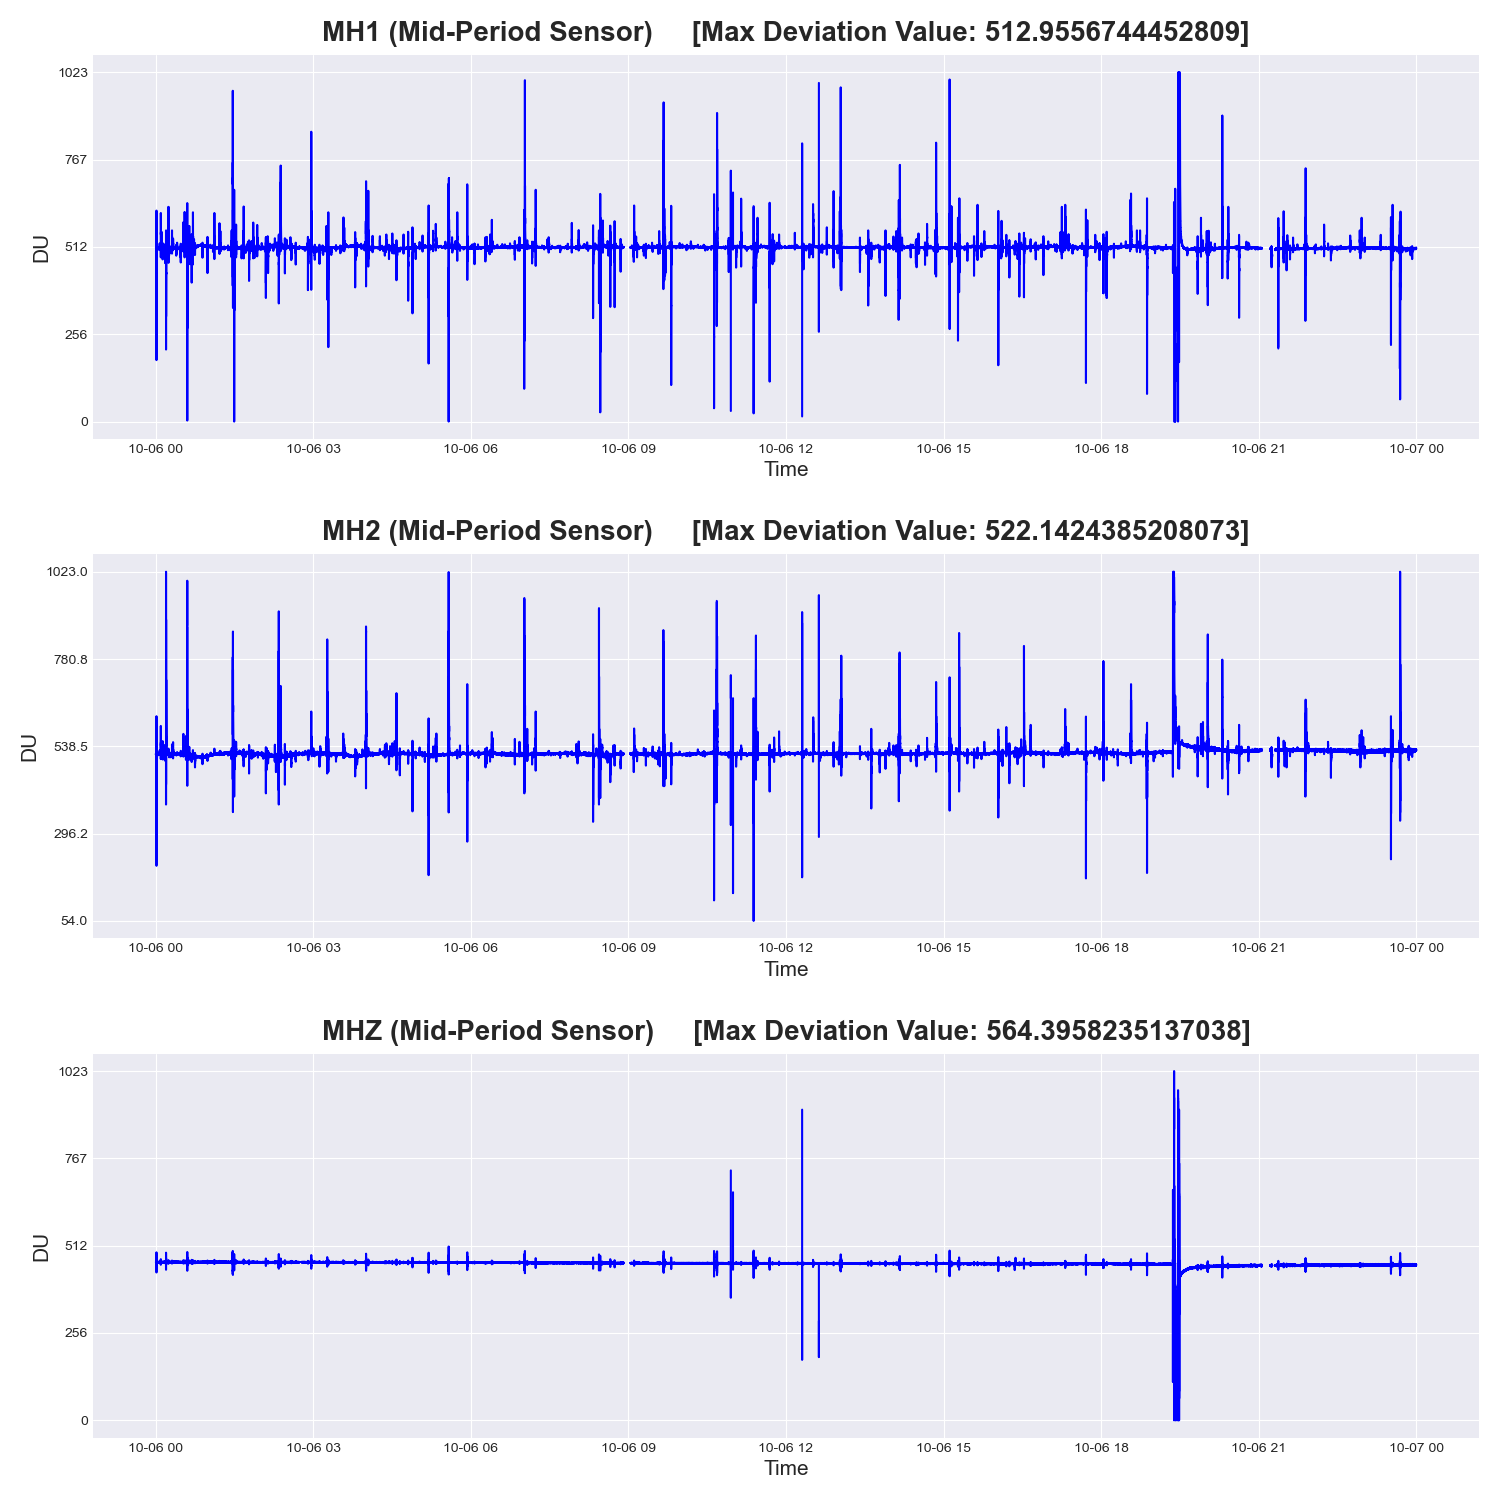 MH1 (Mid-Period Sensor) [Max Deviation Value: 512.9556744452809]
DU
1023
767
512
256
0
10-06 00 10-06 03 10-06 06 10-06 09 10-06 12 10-06 15 10-06 18 10-06 21 10-07 00
Time
MH2 (Mid-Period Sensor) [Max Deviation Value: 522.1424385208073]
DU
1023.0
780.8
538.5
296.2
54.0
10-06 00 10-06 03 10-06 06 10-06 09 10-06 12 10-06 15 10-06 18 10-06 21 10-07 00
Time
MHZ (Mid-Period Sensor) [Max Deviation Value: 564.3958235137038]
DU
1023
767
512
256
0
10-06 00 10-06 03 10-06 06 10-06 09 10-06 12 10-06 15 10-06 18 10-06 21 10-07 00
Time